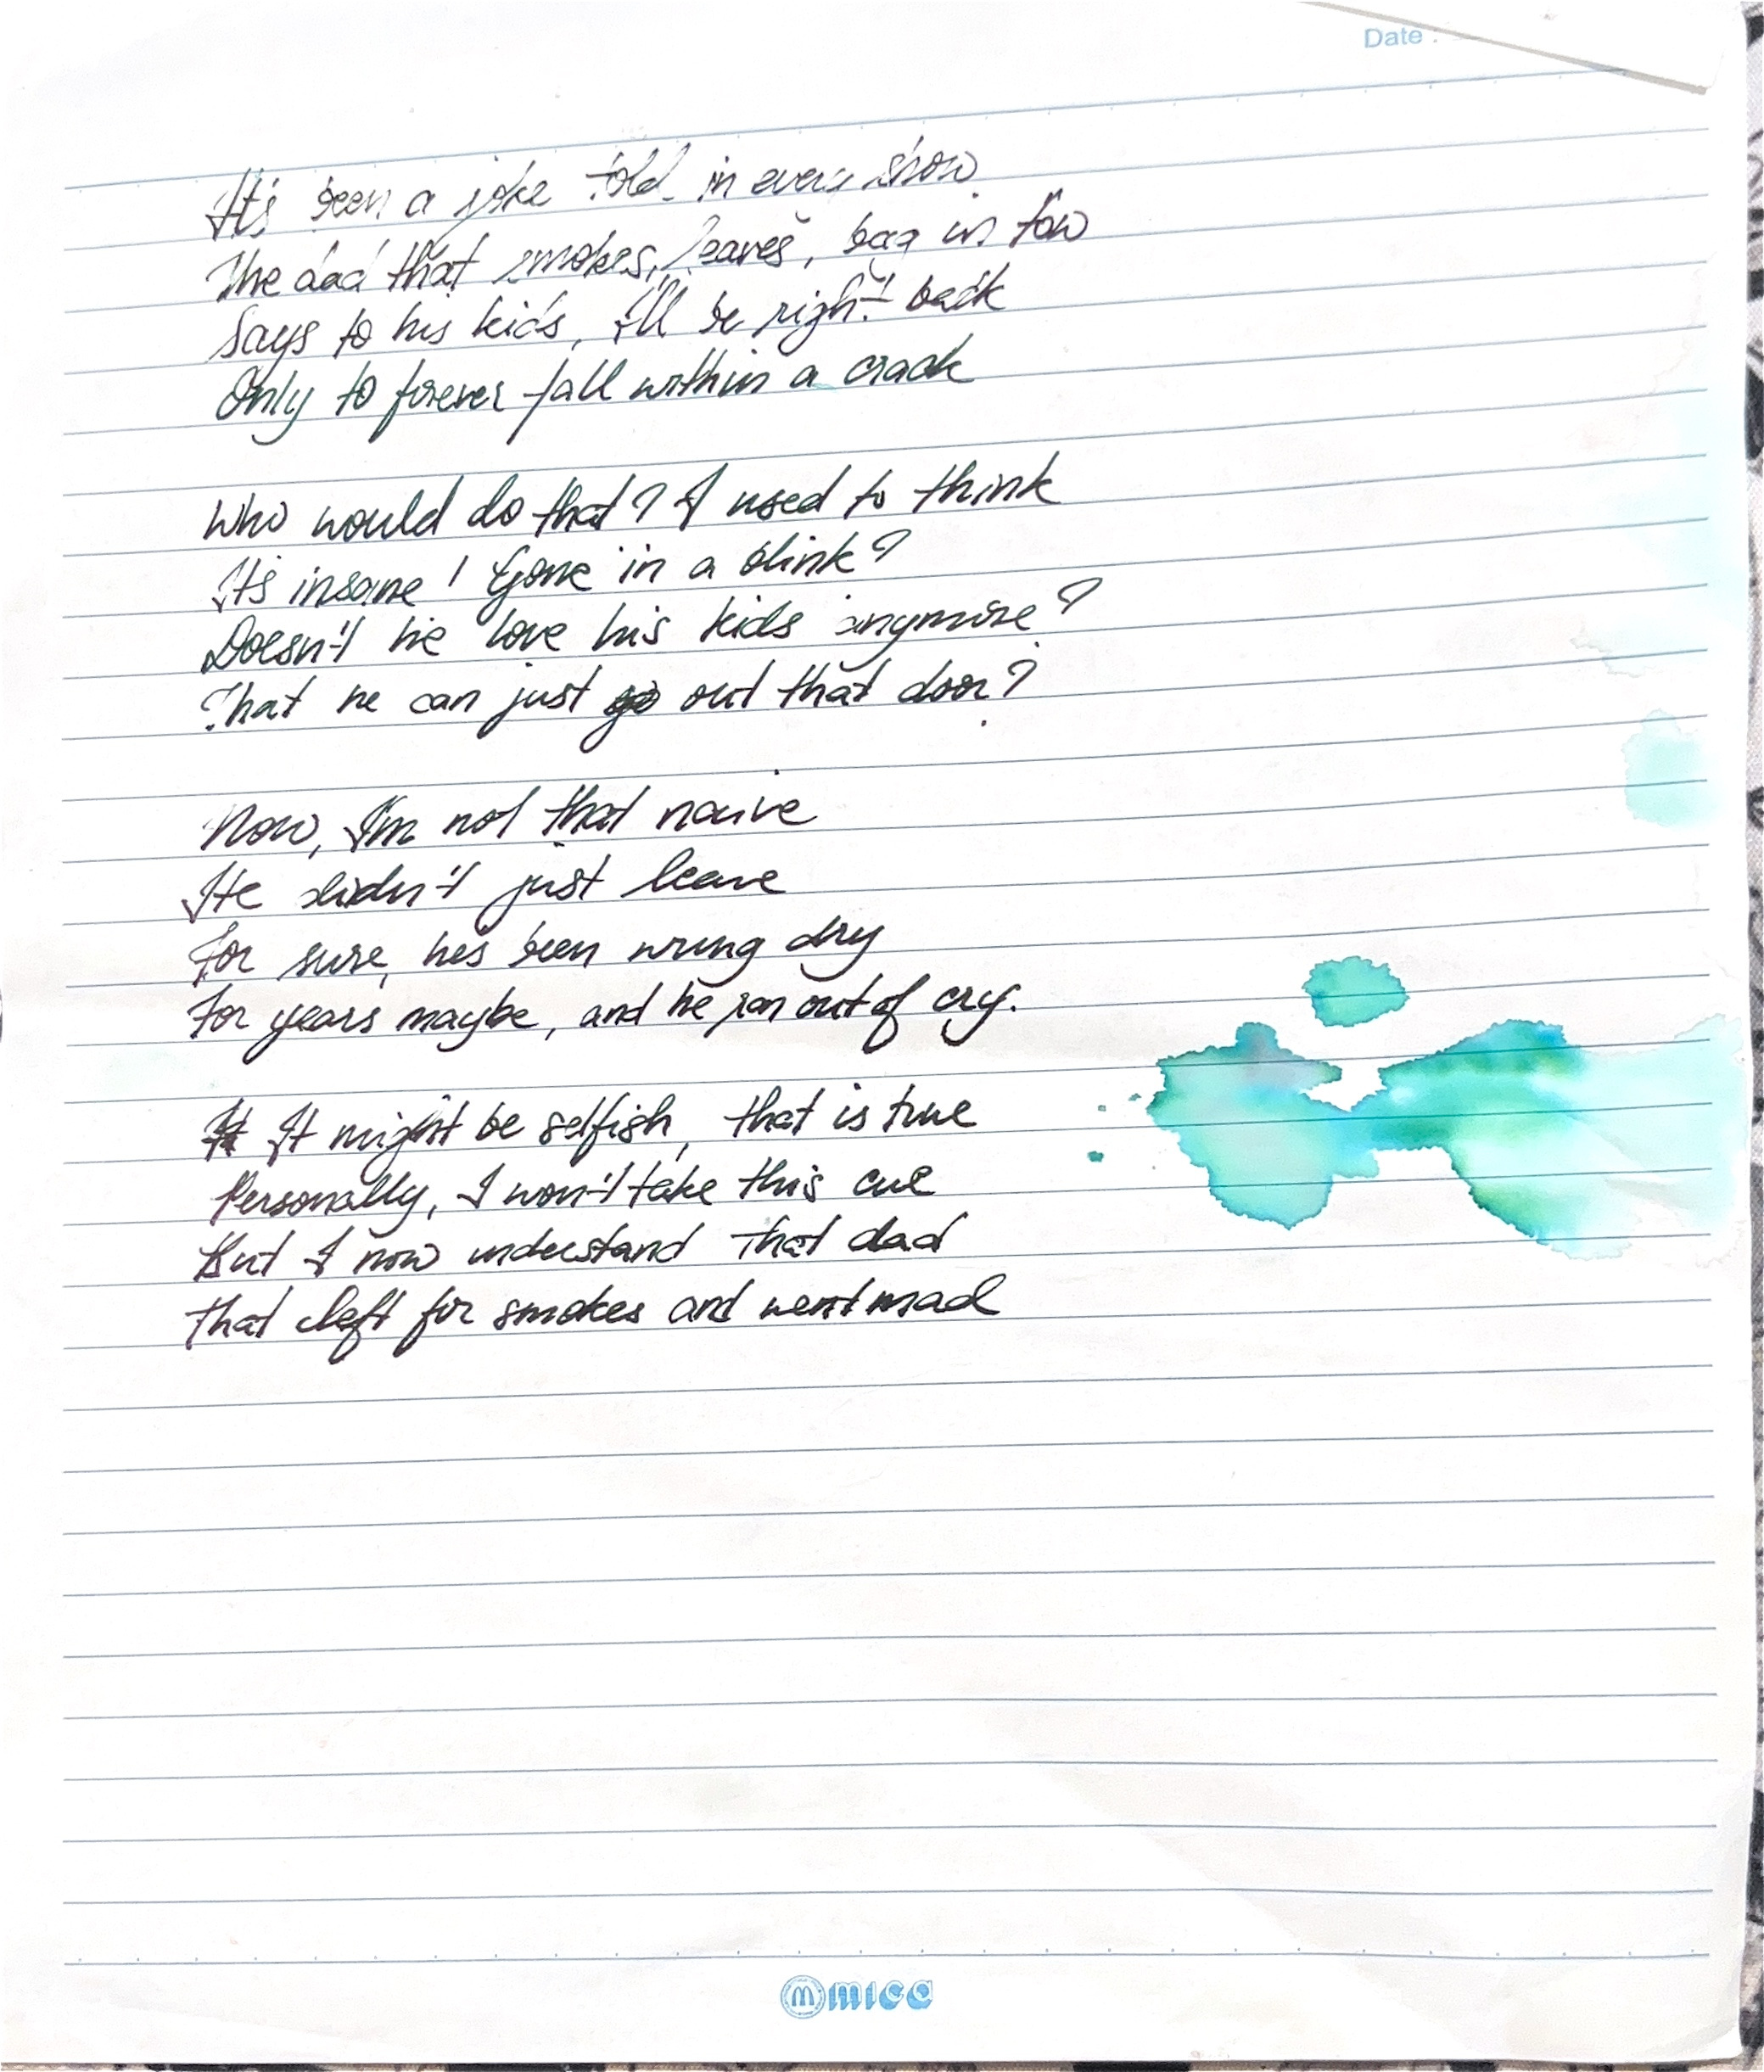 Date :
It's been a joke told in every show
The dad that smokes, leaves, bag in tow
Says to his kids, I'll be right back
Only to forever fall within a crack
Who would do that? I used to think
It's insane! Gone in a blink?
Doesn't he love his kids anymore?
That he can just go out that door?
Now, I'm not that naive
He didn't just leave
For sure, he's been wrung dry
For years maybe, and he ran out of cry.
It might be selfish, that is true
Personally, I won't take this cue
But I now understand that dad
that left for smokes and went mad
mica